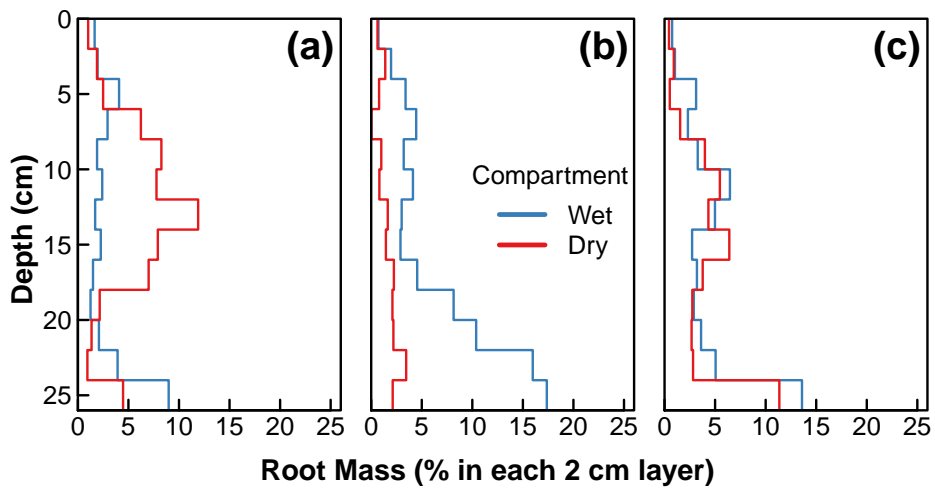 (a) (b) (c)
Depth (cm)
0
5
10
15
20
25
Compartment
Wet
Dry
0 5 10 15 20 25 0 5 10 15 20 25 0 5 10 15 20 25
Root Mass (% in each 2 cm layer)